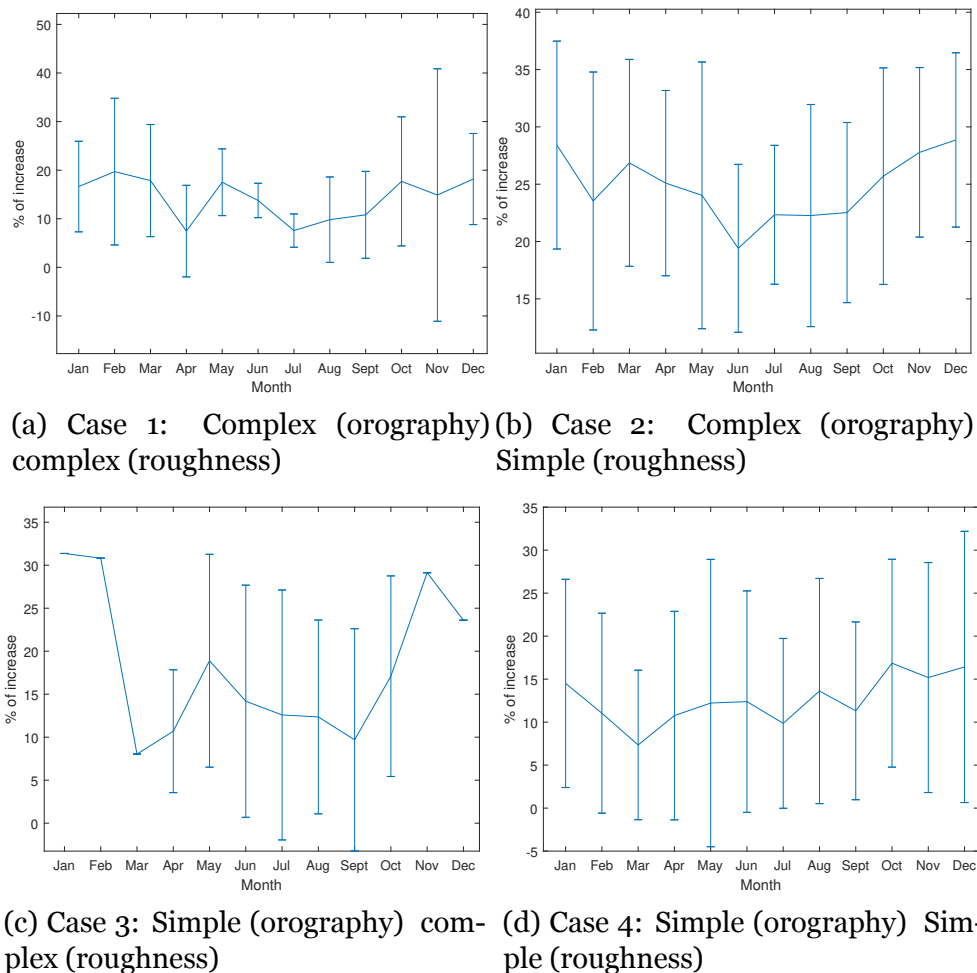 50
40
30
20
10
0
-10
% of increase
Jan Feb Mar Apr May Jun Jul Aug Sept Oct Nov Dec
Month
(a) Case 1: Complex (orography)
complex (roughness)
40
35
30
25
20
15
% of increase
Jan Feb Mar Apr May Jun Jul Aug Sept Oct Nov Dec
Month
(b) Case 2: Complex (orography)
Simple (roughness)
35
30
25
20
15
10
5
0
% of increase
Jan Feb Mar Apr May Jun Jul Aug Sept Oct Nov Dec
Month
(c) Case 3: Simple (orography) com-
plex (roughness)
35
30
25
20
15
10
5
0
-5
% of increase
Jan Feb Mar Apr May Jun Jul Aug Sept Oct Nov Dec
Month
(d) Case 4: Simple (orography) Sim-
ple (roughness)